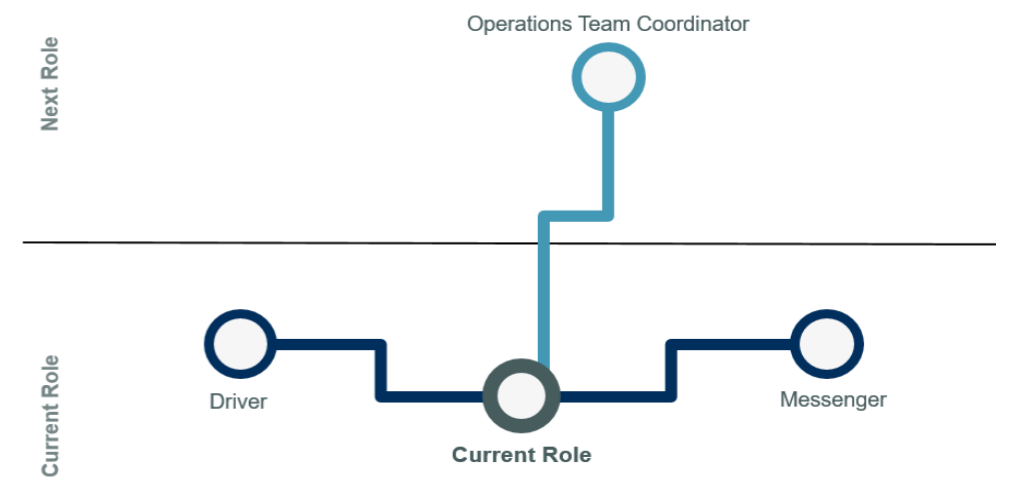 Operations Team Coordinator
Next Role
Driver
Messenger
Current Role
Current Role